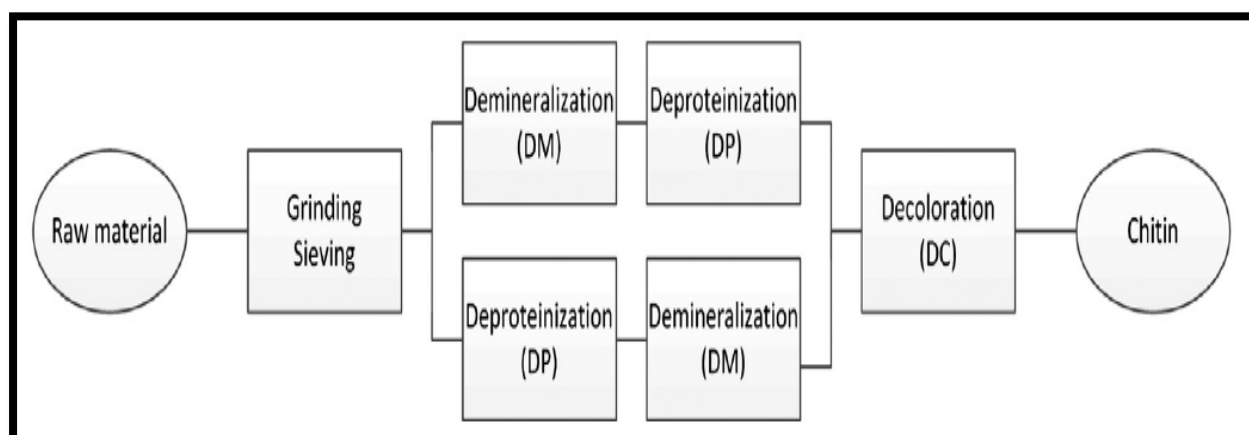 Raw material
Grinding
Sieving
Demineralization
(DM)
Deproteinization
(DP)
Deproteinization
(DP)
Demineralization
(DM)
Decoloration
(DC)
Chitin